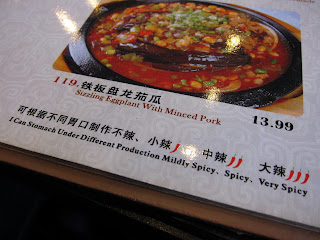 119.铁板盘龙茄瓜
Sizzling Eggplant With Minced Pork
13.99
可根据不同胃口制作不辣、小辣 中辣 大辣
I Can Stomach Under Different Production Mildly Spicy、Spicy、Very Spicy